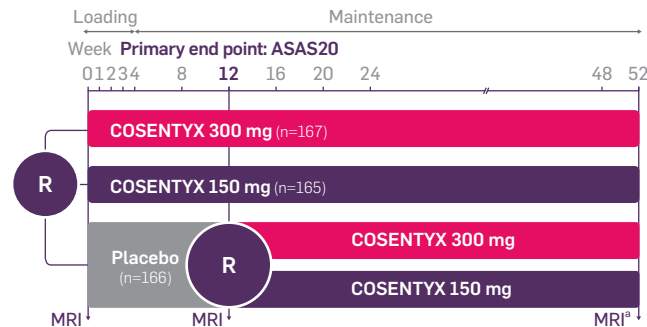 Loading Maintenance
Week Primary end point: ASAS20
0 1 2 3 4 8 12 16 20 24 48 52
COSENTYX 300 mg (n=167)
R
COSENTYX 150 mg (n=165)
Placebo
(n=166)
R
COSENTYX 300 mg
COSENTYX 150 mg
MRI MRI MRIᵃ